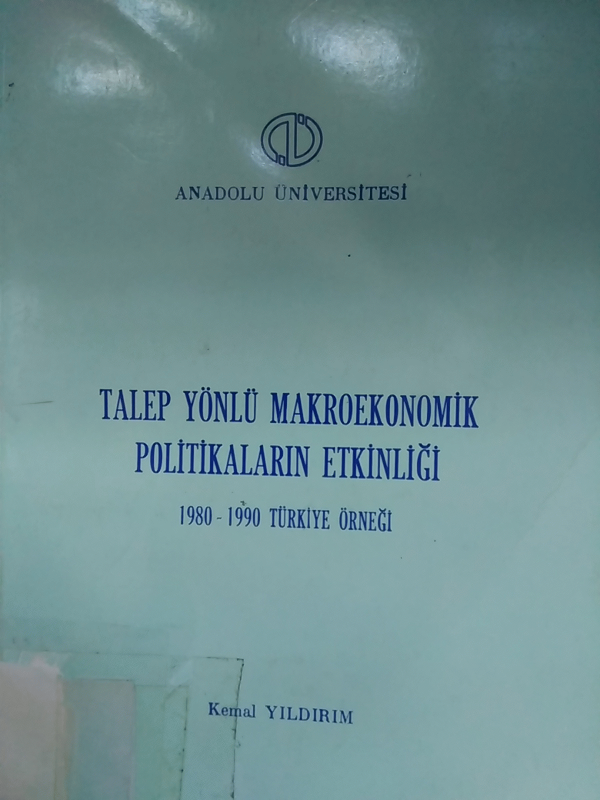 ANADOLU ÜNİVERSİTESİ
TALEP YÖNLÜ MAKROEKONOMİK
POLİTİKALARIN ETKİNLİĞİ
1980 - 1990 TÜRKİYE ÖRNEĞİ
Kemal YILDIRIM